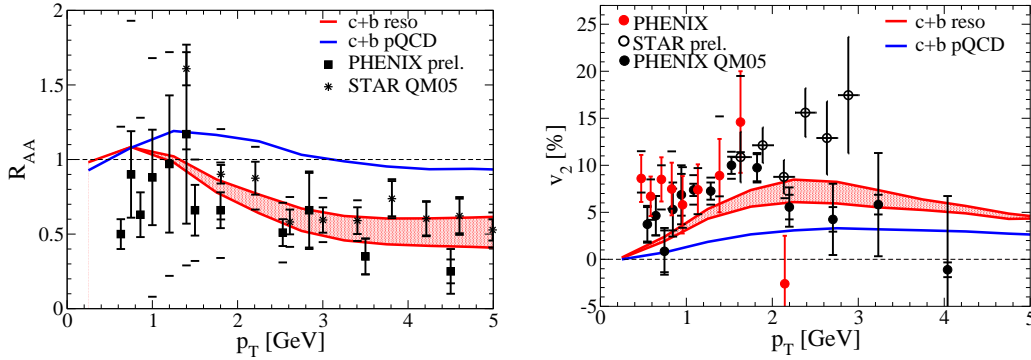 c+b reso
c+b pQCD
PHENIX prel.
STAR QM05
R_AA
2
1.5
1
0.5
0
0 1 2 3 4 5
p_T [GeV]
PHENIX
STAR prel.
PHENIX QM05
c+b reso
c+b pQCD
v_2 [%]
25
20
15
10
5
0
-5
0 1 2 3 4 5
p_T [GeV]